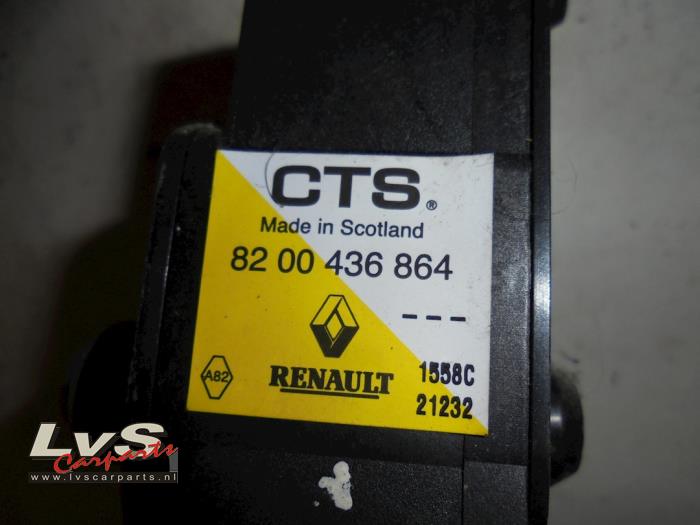 CTS®
Made in Scotland
82 00 436 864
---
A82
RENAULT
1558C
21232
LvS
Carparts
www.lvscarparts.nl